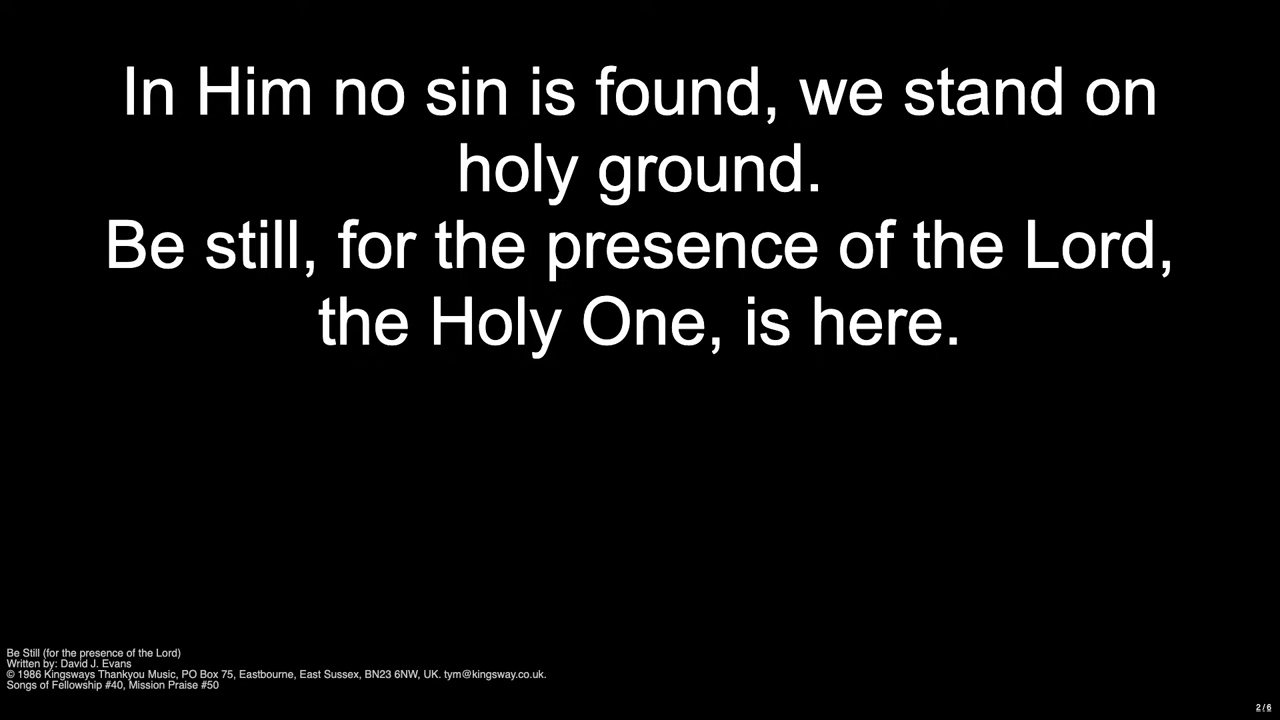 In Him no sin is found, we stand on
holy ground.
Be still, for the presence of the Lord,
the Holy One, is here.
Be Still (for the presence of the Lord)
Written by: David J. Evans
© 1986 Kingsways Thankyou Music, PO Box 75, Eastbourne, East Sussex, BN23 6NW, UK. tym@kingsway.co.uk.
Songs of Fellowship #40, Mission Praise #50
2 / 6